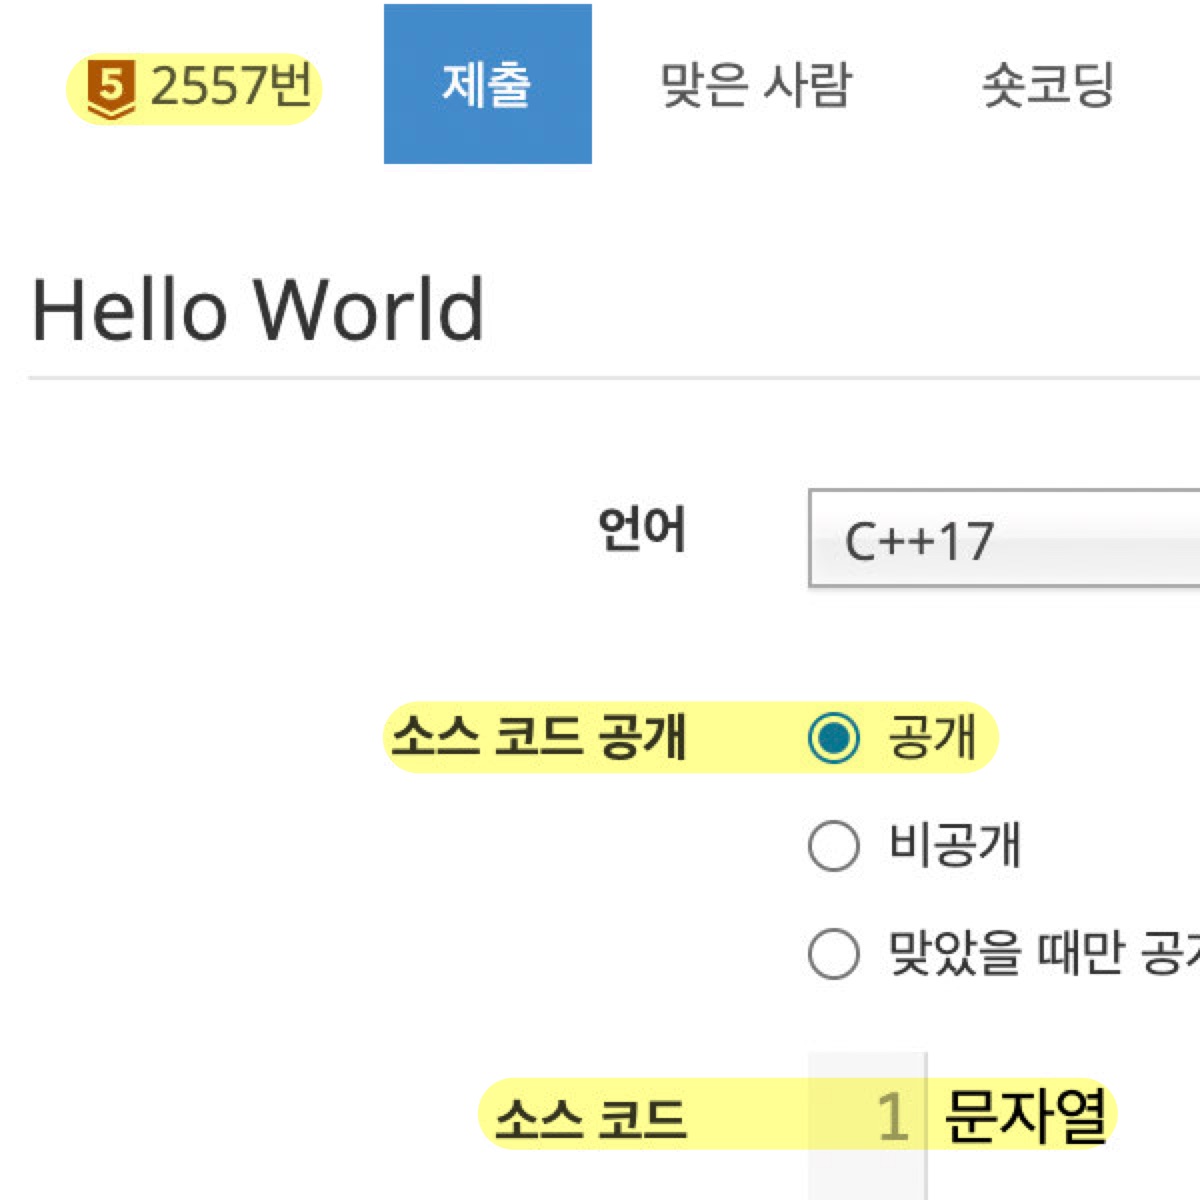 5 2557번 제출 맞은 사람 숏코딩
Hello World
언어 C++17
소스 코드 공개 공개
비공개
맞았을 때만 공개
소스 코드 1 문자열